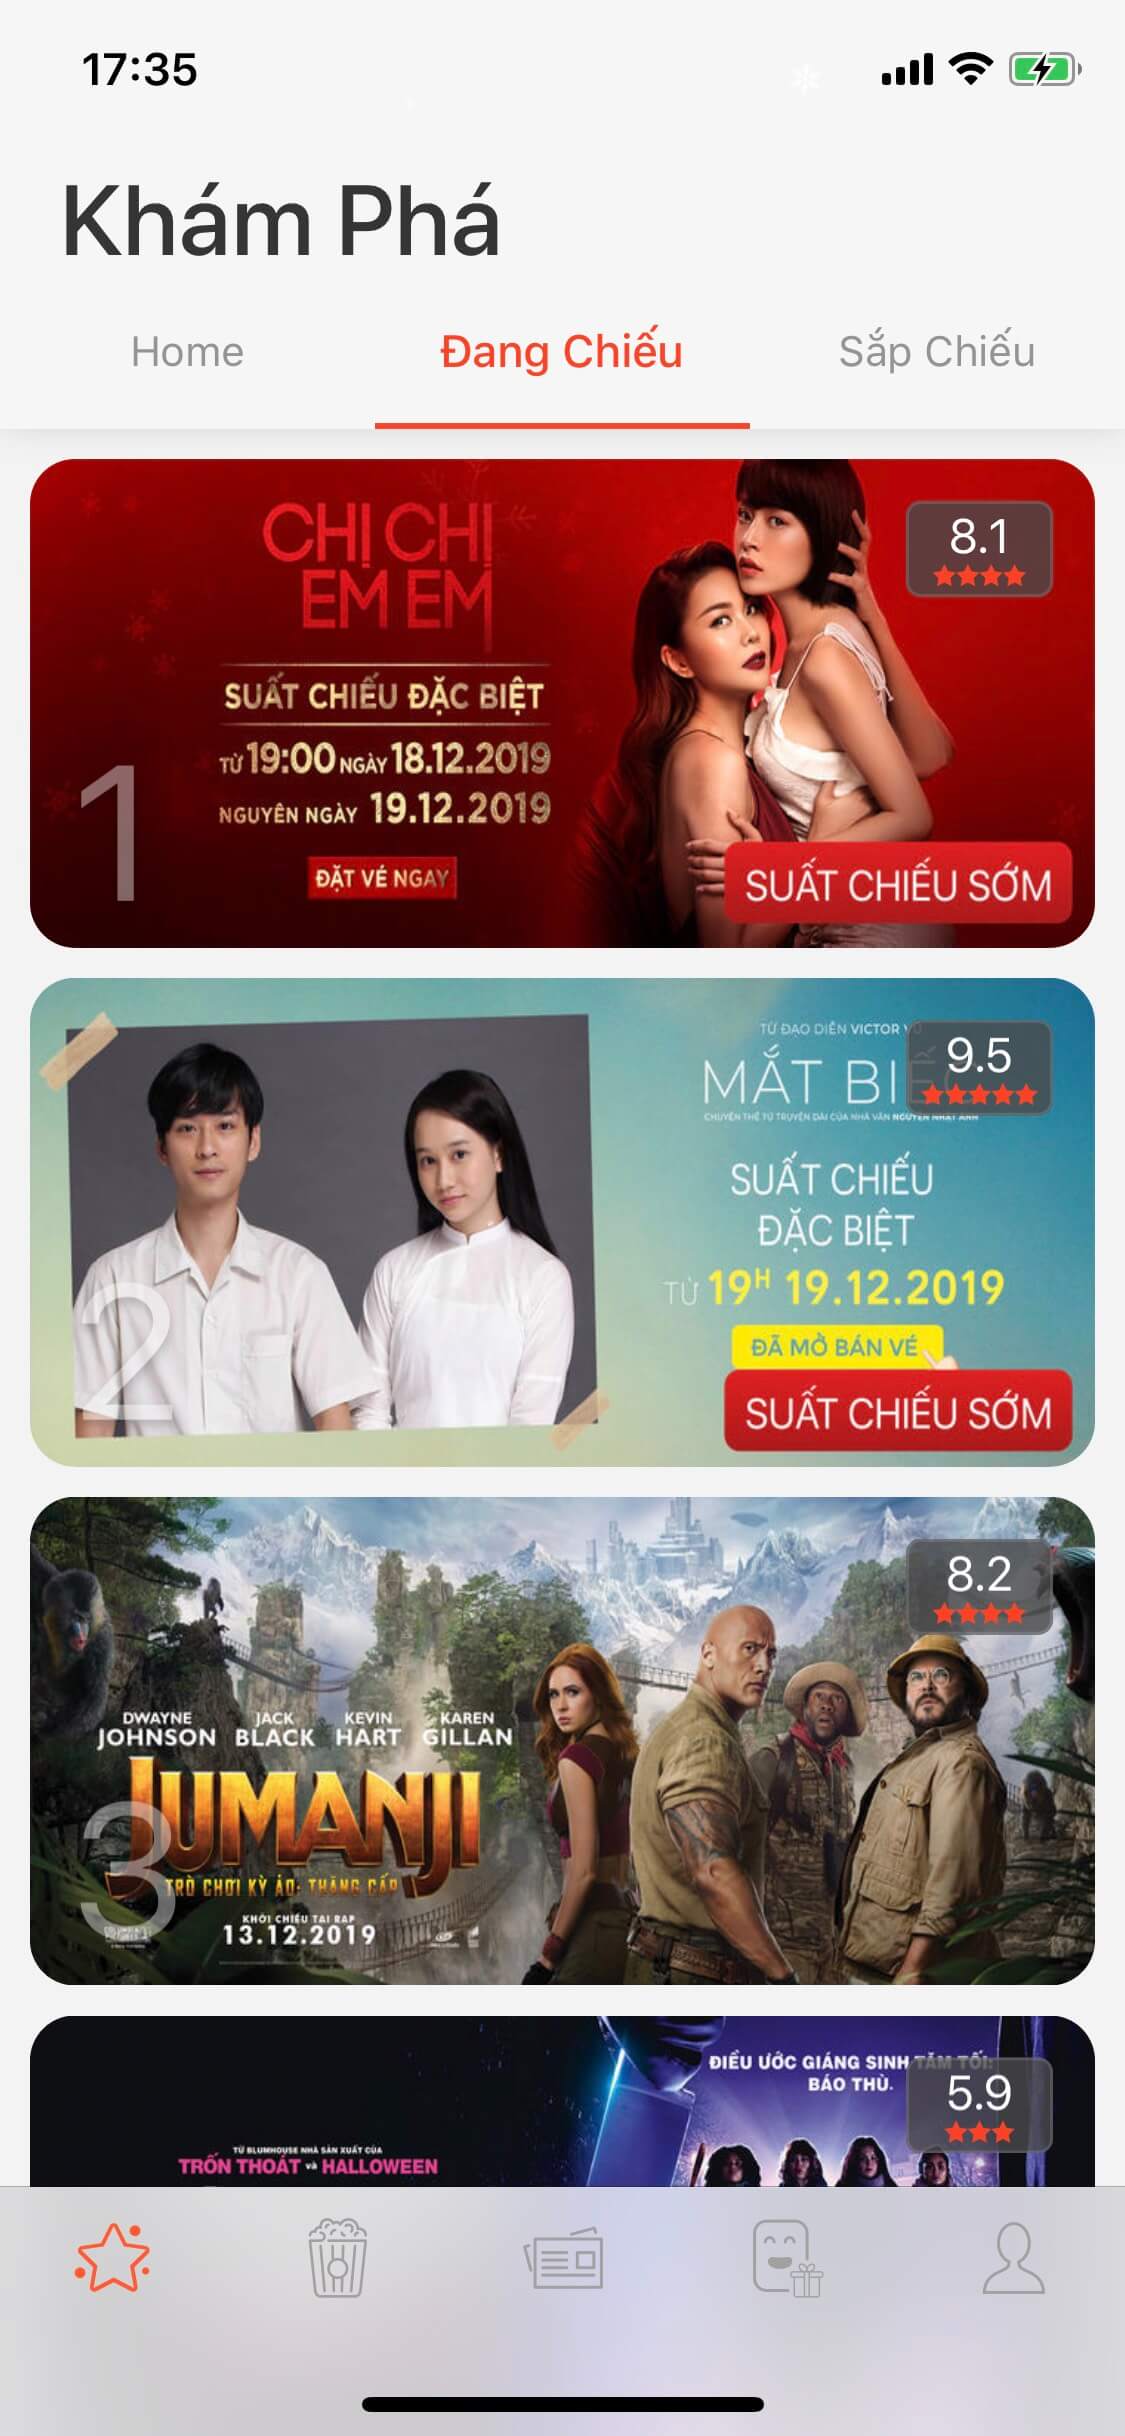 17:35
Khám Phá
Home
Đang Chiếu
Sắp Chiếu
CHỊ CHỊ
EM EM
SUẤT CHIẾU ĐẶC BIỆT
TỪ 19:00 NGÀY 18.12.2019
NGUYÊN NGÀY 19.12.2019
ĐẶT VÉ NGAY
8.1
SUẤT CHIẾU SỚM
1
TỪ ĐẠO DIỄN VICTOR VŨ
MẮT BIẾC
CHUYỂN THỂ TỪ TRUYỆN DÀI CỦA NHÀ VĂN NGUYỄN NHẬT ÁNH
9.5
SUẤT CHIẾU
ĐẶC BIỆT
TỪ 19H 19.12.2019
ĐÃ MỞ BÁN VÉ
SUẤT CHIẾU SỚM
2
8.2
DWAYNE JOHNSON
JACK BLACK
KEVIN HART
KAREN GILLAN
JUMANJI
TRÒ CHƠI KỲ ẢO: THĂNG CẤP
KHỞI CHIẾU TẠI RẠP
13.12.2019
3
ĐIỀU ƯỚC GIÁNG SINH TĂM TỐI:
BÁO THÙ.
5.9
TỪ BLUMHOUSE NHÀ SẢN XUẤT CỦA
TRỐN THOÁT và HALLOWEEN